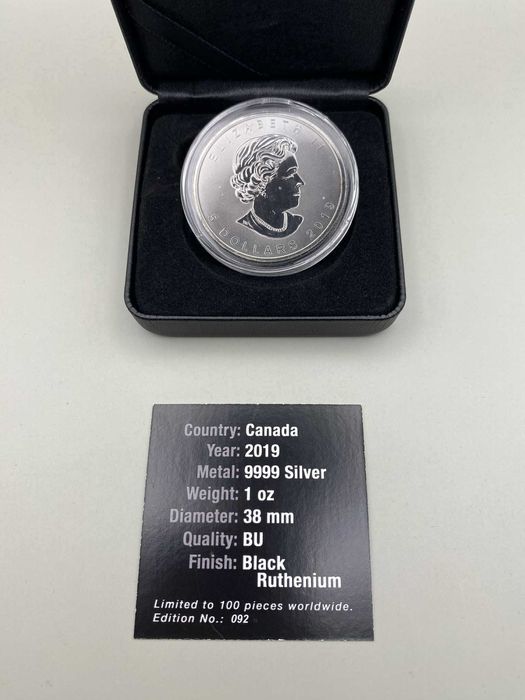 ELIZABETH II
5 DOLLARS 2019
Country: Canada
Year: 2019
Metal: 9999 Silver
Weight: 1 oz
Diameter: 38 mm
Quality: BU
Finish: Black
Ruthenium
Limited to 100 pieces worldwide.
Edition No.: 092